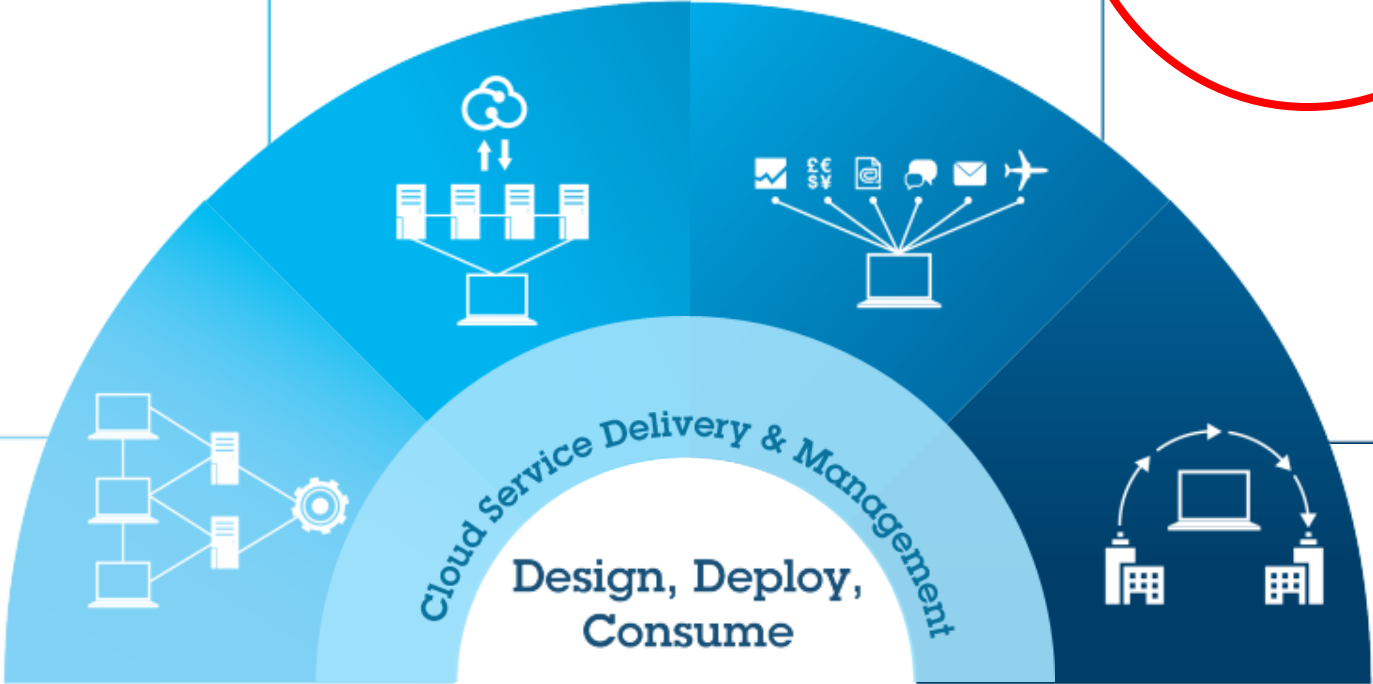 £€
$¥
Cloud Service Delivery & Management
Design, Deploy,
Consume